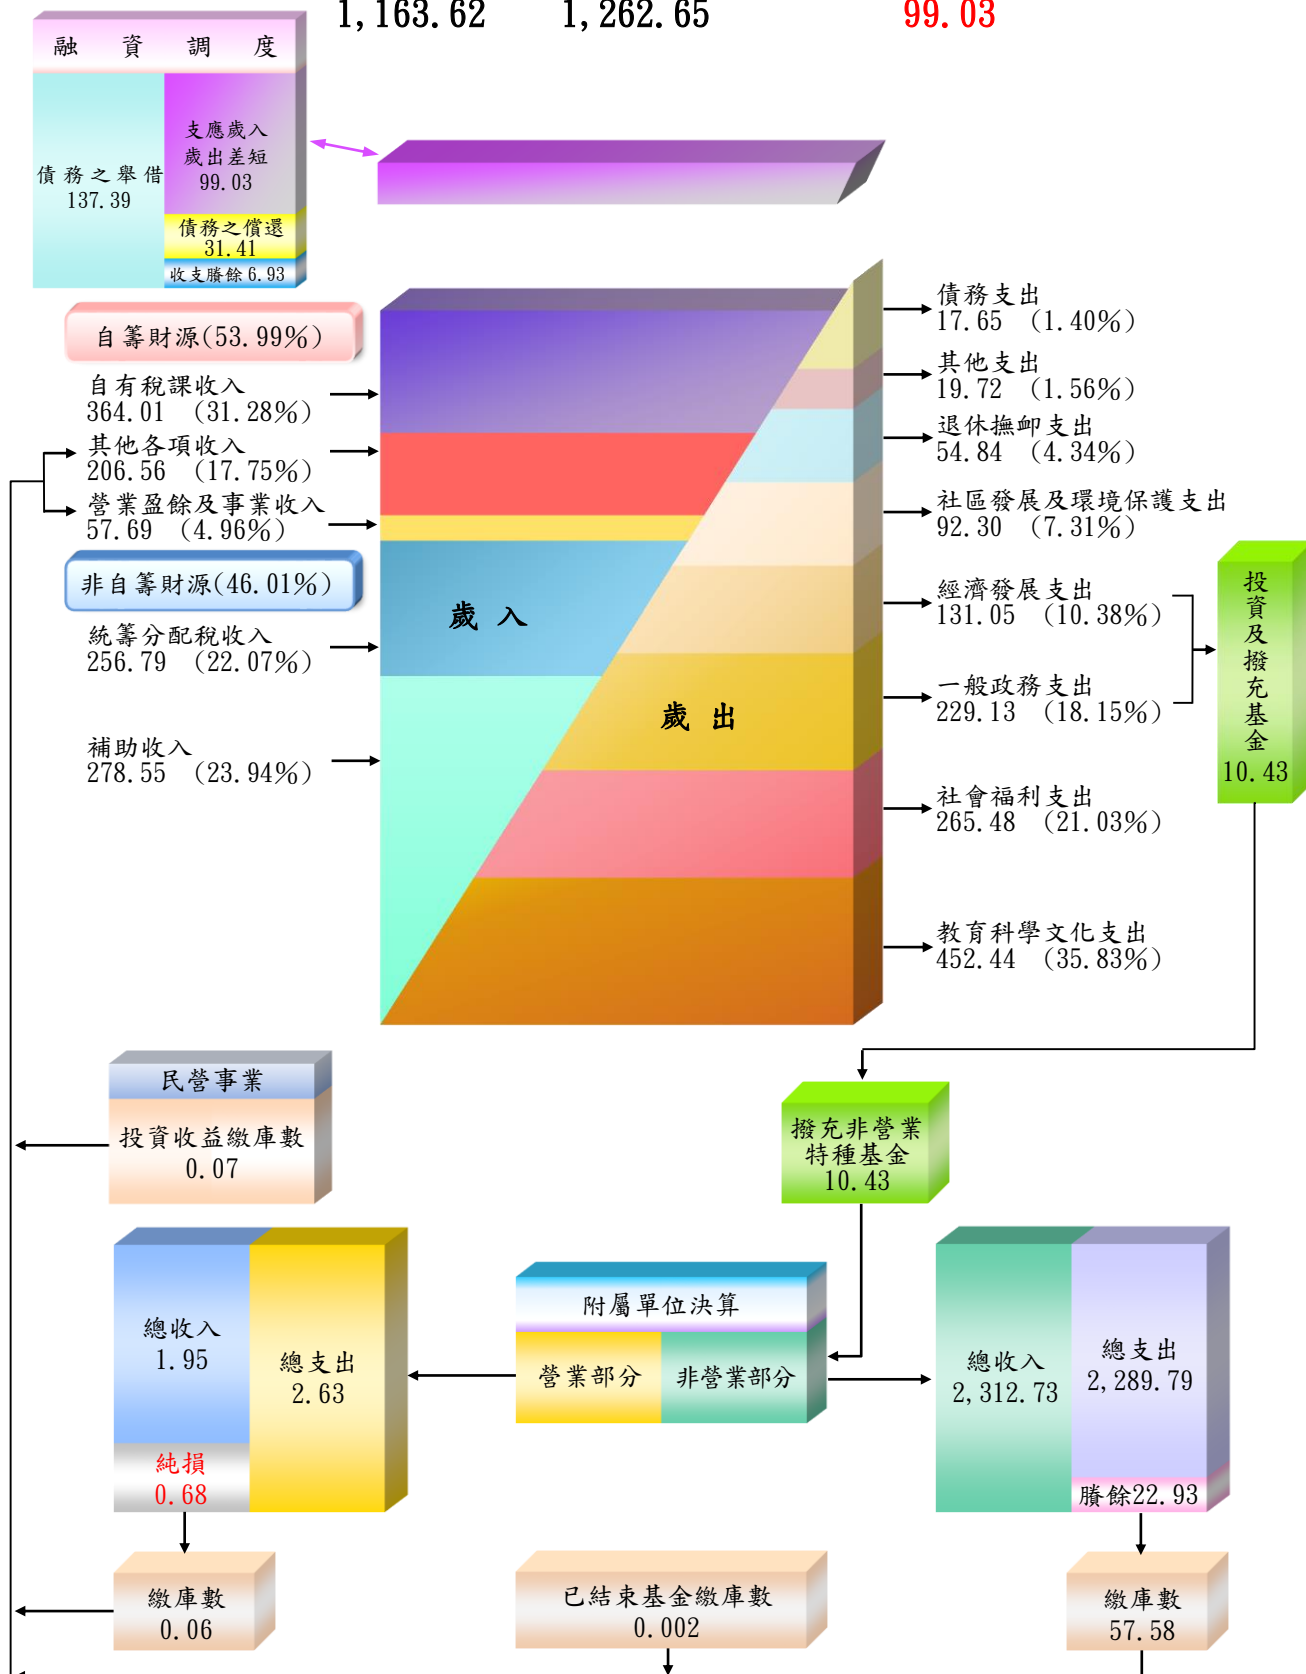 1,163.62 1,262.65 99.03
融資調度
債務之舉借
137.39
支應歲入
歲出差短
99.03
債務之償還
31.41
收支賸餘 6.93
自籌財源(53.99%)
自有稅課收入
364.01 (31.28%)
其他各項收入
206.56 (17.75%)
營業盈餘及事業收入
57.69 (4.96%)
非自籌財源(46.01%)
統籌分配稅收入
256.79 (22.07%)
補助收入
278.55 (23.94%)
歲入
歲出
債務支出
17.65 (1.40%)
其他支出
19.72 (1.56%)
退休撫卹支出
54.84 (4.34%)
社區發展及環境保護支出
92.30 (7.31%)
經濟發展支出
131.05 (10.38%)
一般政務支出
229.13 (18.15%)
社會福利支出
265.48 (21.03%)
教育科學文化支出
452.44 (35.83%)
投資及撥充基金
10.43
民營事業
投資收益繳庫數
0.07
撥充非營業
特種基金
10.43
總收入
1.95
純損
0.68
總支出
2.63
附屬單位決算
營業部分
非營業部分
總收入
2,312.73
總支出
2,289.79
賸餘22.93
繳庫數
0.06
已結束基金繳庫數
0.002
繳庫數
57.58